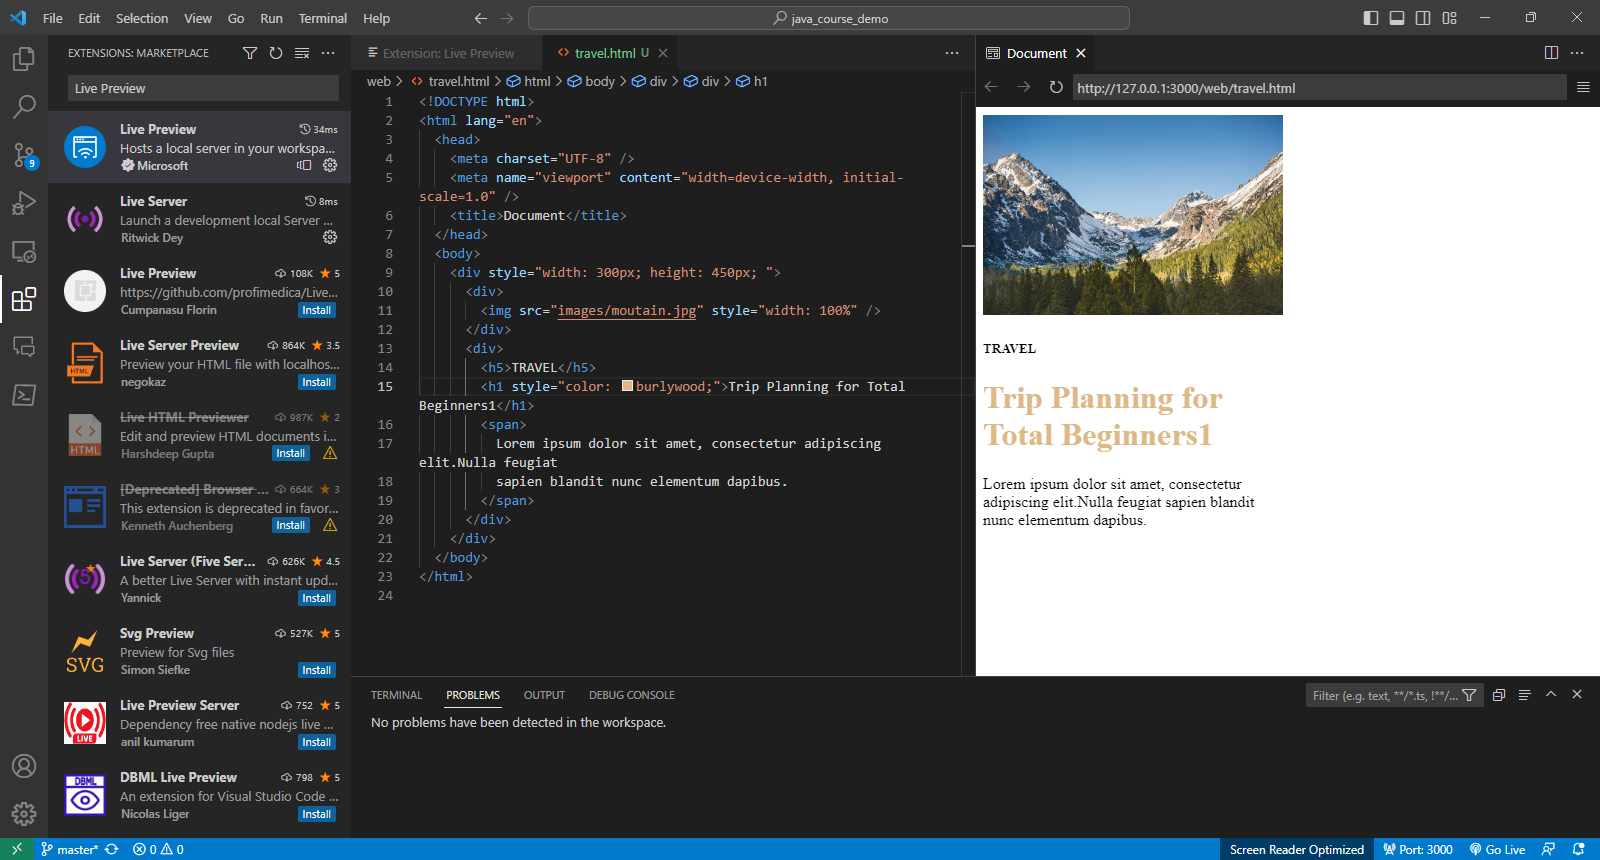 File Edit Selection View Go Run Terminal Help
java_course_demo
EXTENSIONS: MARKETPLACE
Live Preview
Live Preview 34ms
Hosts a local server in your workspa...
Microsoft
Live Server 8ms
Launch a development local Server ...
Ritwick Dey
Live Preview 108K 5
https://github.com/profimedica/Live...
Cumpanasu Florin Install
Live Server Preview 864K 3.5
Preview your HTML file with localhos...
negokaz Install
HTML
Live HTML Previewer 987K 2
Edit and preview HTML documents i...
Harshdeep Gupta Install
HTML
[Deprecated] Browser ... 664K 3
This extension is deprecated in favor...
Kenneth Auchenberg Install
Live Server (Five Ser... 626K 4.5
A better Live Server with instant upd...
Yannick Install
5
Svg Preview 527K 5
Preview for Svg files
Simon Siefke Install
SVG
Live Preview Server 752 5
Dependency free native nodejs live ...
anil kumarum Install
LIVE
DBML Live Preview 798 5
An extension for Visual Studio Code ...
Nicolas Liger Install
DBML
9
Extension: Live Preview travel.html U
web > travel.html > html > body > div > div > h1
1 <!DOCTYPE html>
2 <html lang="en">
3 <head>
4 <meta charset="UTF-8" />
5 <meta name="viewport" content="width=device-width, initial-
scale=1.0" />
6 <title>Document</title>
7 </head>
8 <body>
9 <div style="width: 300px; height: 450px; ">
10 <div>
11 <img src="images/moutain.jpg" style="width: 100%" />
12 </div>
13 <div>
14 <h5>TRAVEL</h5>
15 <h1 style="color: burlywood;">Trip Planning for Total
Beginners1</h1>
16 <span>
17 Lorem ipsum dolor sit amet, consectetur adipiscing
elit.Nulla feugiat
18 sapien blandit nunc elementum dapibus.
19 </span>
20 </div>
21 </div>
22 </body>
23 </html>
24
Document
http://127.0.0.1:3000/web/travel.html
TRAVEL
Trip Planning for
Total Beginners1
Lorem ipsum dolor sit amet, consectetur
adipiscing elit.Nulla feugiat sapien blandit
nunc elementum dapibus.
TERMINAL PROBLEMS OUTPUT DEBUG CONSOLE
Filter (e.g. text, **/*.ts, !**/...
No problems have been detected in the workspace.
master* 0 0
Screen Reader Optimized Port: 3000 Go Live